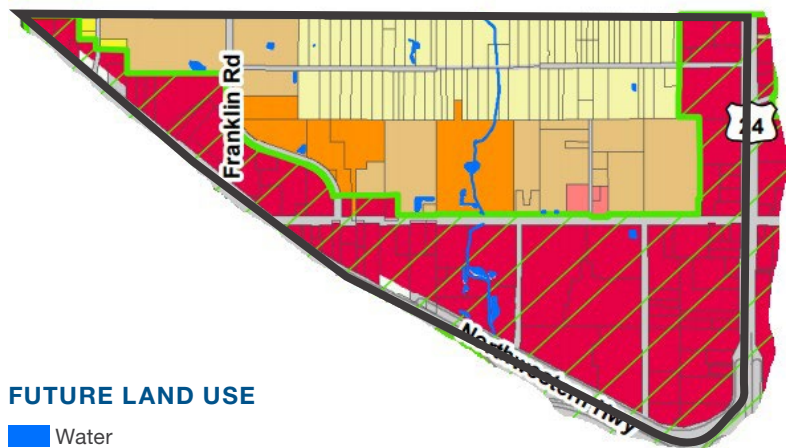 Franklin Rd
24
Northwestern Hwy
FUTURE LAND USE
Water